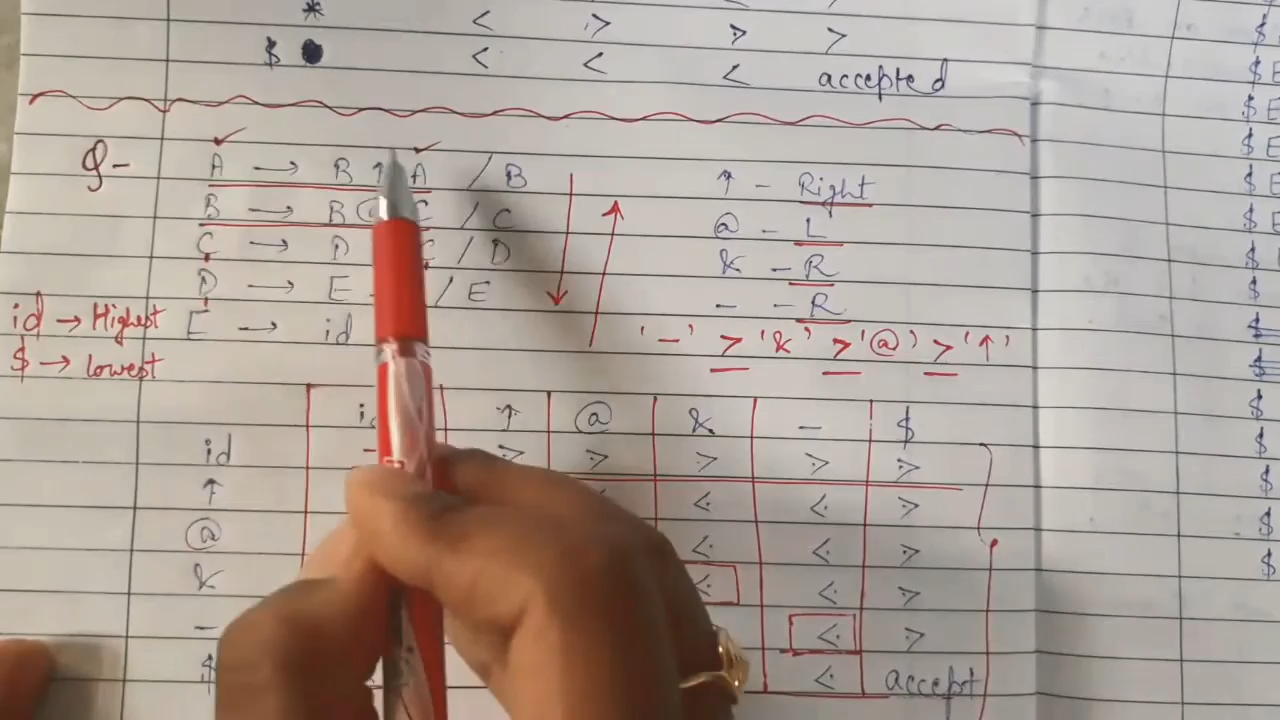 * < ·> ·> >
$ < < < accepted
Q- A → B ↑ A / B
↑ - Right
B → B @ C / C
@ - L
C → D C / D
& - R
D → E / E
- - R
id → Highest
E → id
'-' > '&' > '@' > '↑'
$ → lowest
↑ @ & - $
id ·> ·> ·> ·> ·>
↑ <· <· ·>
@ <· <· ·>
& <· <· ·>
- <· ·>
$ <· accept
$
$ E
$ E
$ E
$ E
$ E
$
$
$
$
$
$
$
$
$